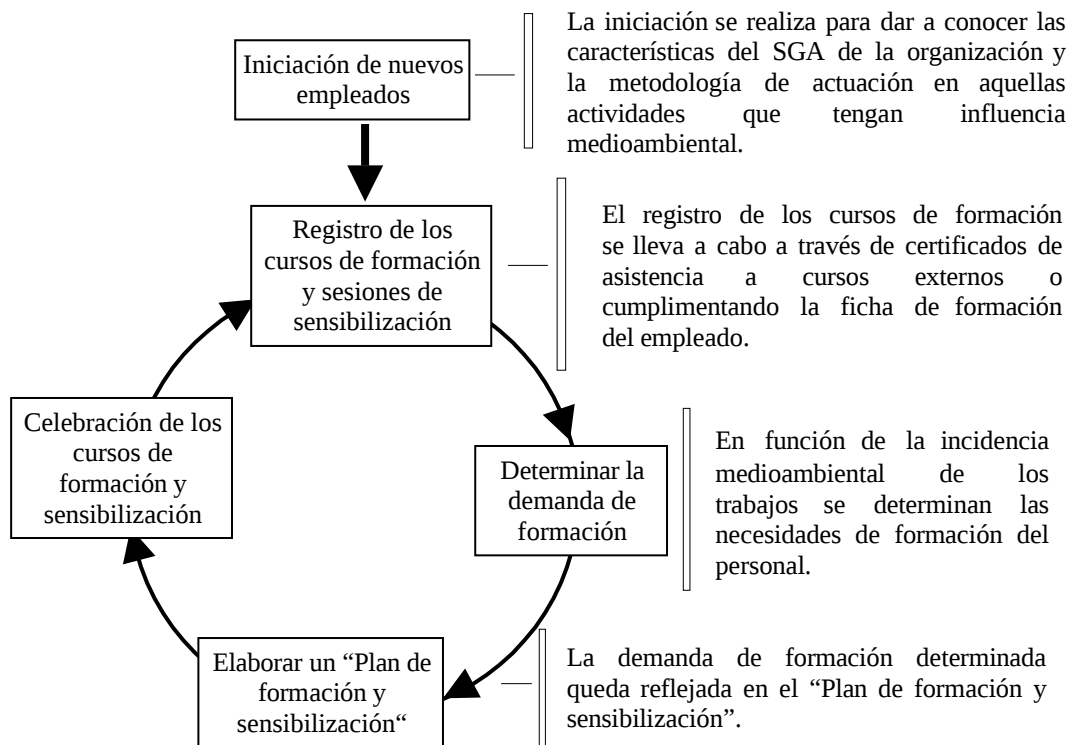 Iniciación de nuevos
empleados
La iniciación se realiza para dar a conocer las
características del SGA de la organización y
la metodología de actuación en aquellas
actividades que tengan influencia
medioambiental.
Registro de los
cursos de formación
y sesiones de
sensibilización
El registro de los cursos de formación
se lleva a cabo a través de certificados de
asistencia a cursos externos o
cumplimentando la ficha de formación
del empleado.
Celebración de los
cursos de
formación y
sensibilización
Determinar la
demanda de
formación
En función de la incidencia
medioambiental de los
trabajos se determinan las
necesidades de formación del
personal.
Elaborar un “Plan de
formación y
sensibilización“
La demanda de formación determinada
queda reflejada en el “Plan de formación y
sensibilización”.